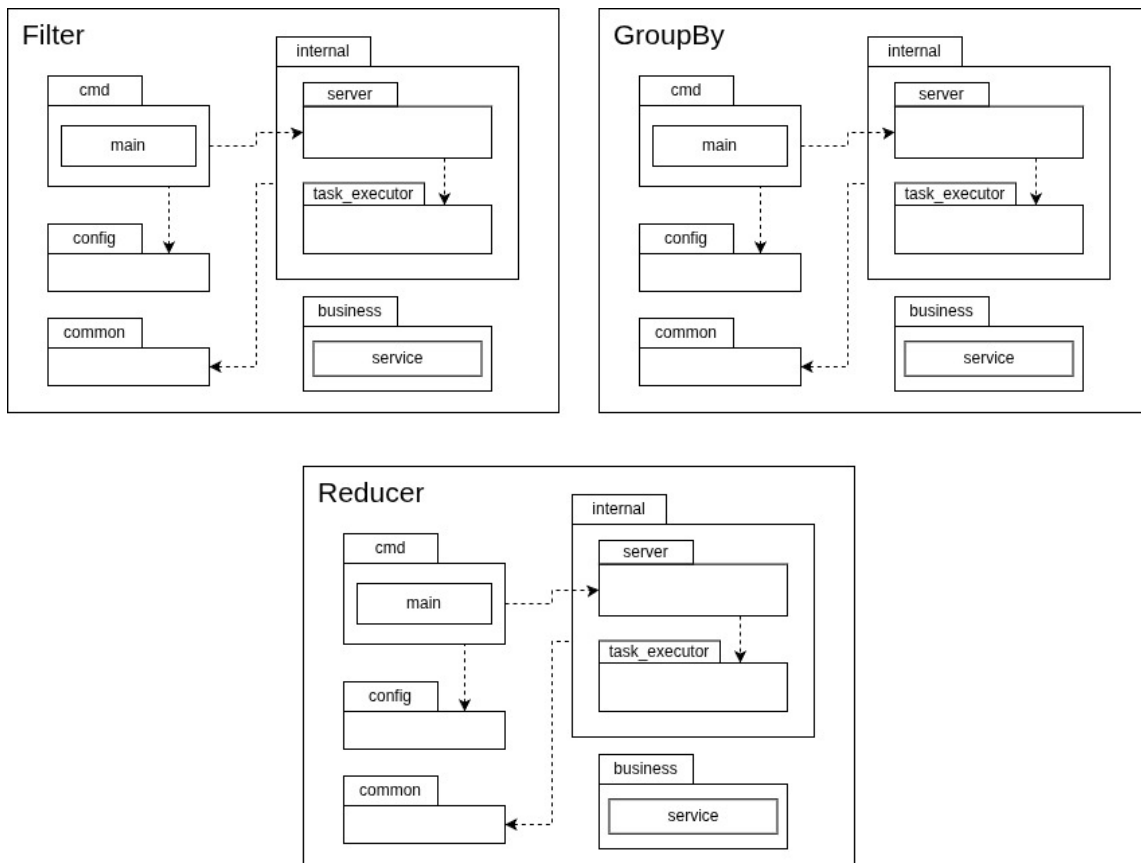 Filter
internal
cmd
server
main
task_executor
config
business
common
service
GroupBy
internal
cmd
server
main
task_executor
config
business
common
service
Reducer
internal
cmd
server
main
task_executor
config
business
common
service